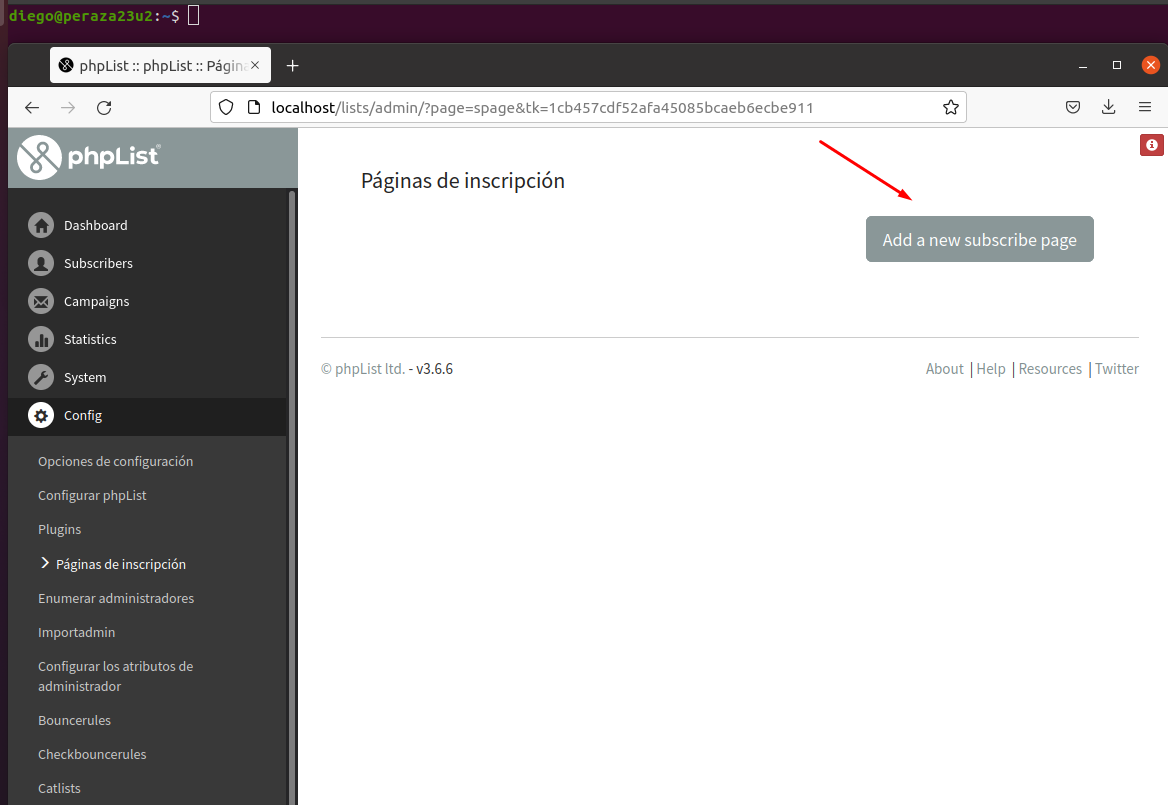 diego@peraza23u2:~$
phpList :: phpList :: Págin
localhost/lists/admin/?page=spage&tk=1cb457cdf52afa45085bcaeb6ecbe911
phpList
Dashboard
Subscribers
Campaigns
Statistics
System
Config
Opciones de configuración
Configurar phpList
Plugins
Páginas de inscripción
Enumerar administradores
Importadmin
Configurar los atributos de
administrador
Bouncerules
Checkbouncerules
Catlists
Páginas de inscripción
Add a new subscribe page
© phpList ltd. - v3.6.6
About | Help | Resources | Twitter